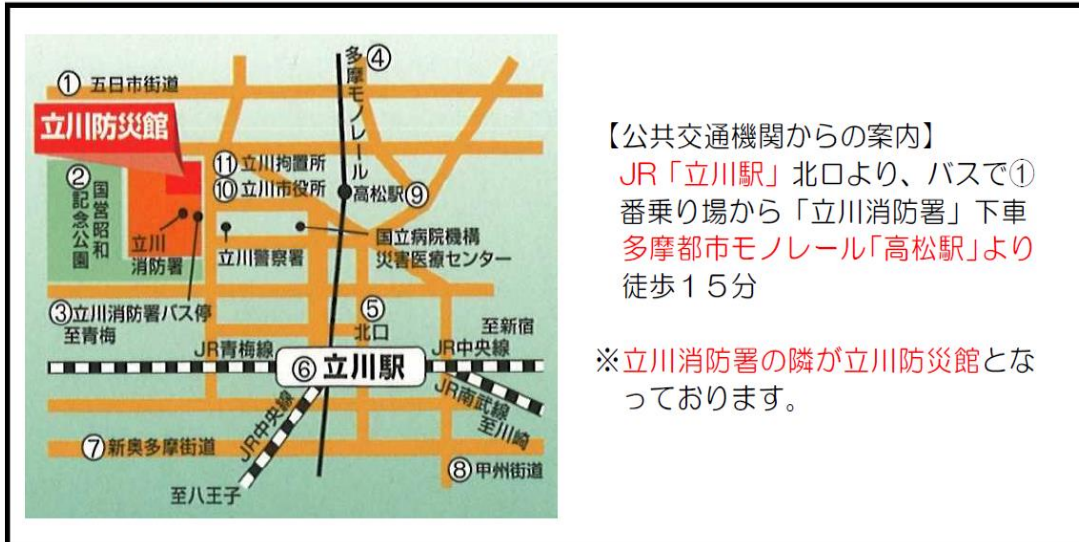 ④
多摩モノレール
① 五日市街道
立川防災館
⑪立川拘置所
⑩立川市役所
高松駅⑨
②
国営昭和
記念公園
立川
消防署
立川警察署
国立病院機構
災害医療センター
③立川消防署バス停
至青梅
⑤
北口
至新宿
JR青梅線
JR中央線
⑥ 立川駅
JR南武線
至川崎
JR中央線
⑦新奥多摩街道
⑧甲州街道
至八王子
【公共交通機関からの案内】
JR「立川駅」北口より、バスで①
番乗り場から「立川消防署」下車
多摩都市モノレール「高松駅」より
徒歩１５分
※立川消防署の隣が立川防災館とな
っております。